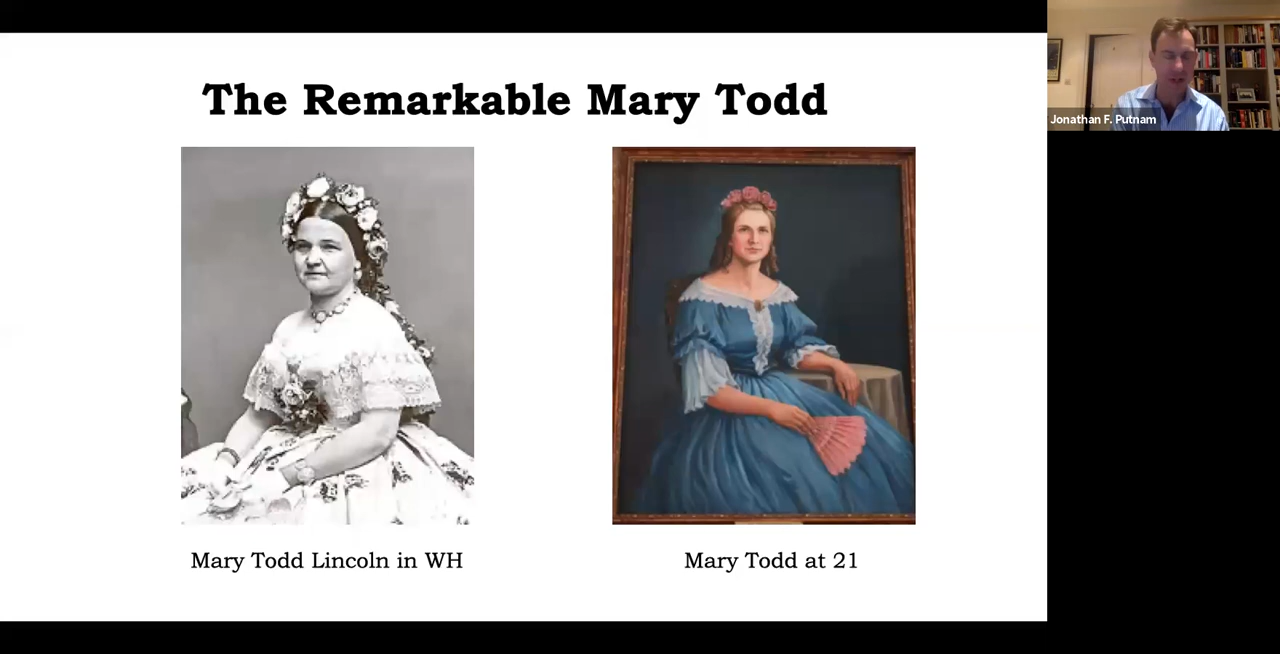 The Remarkable Mary Todd
Mary Todd Lincoln in WH
Mary Todd at 21
Jonathan F. Putnam